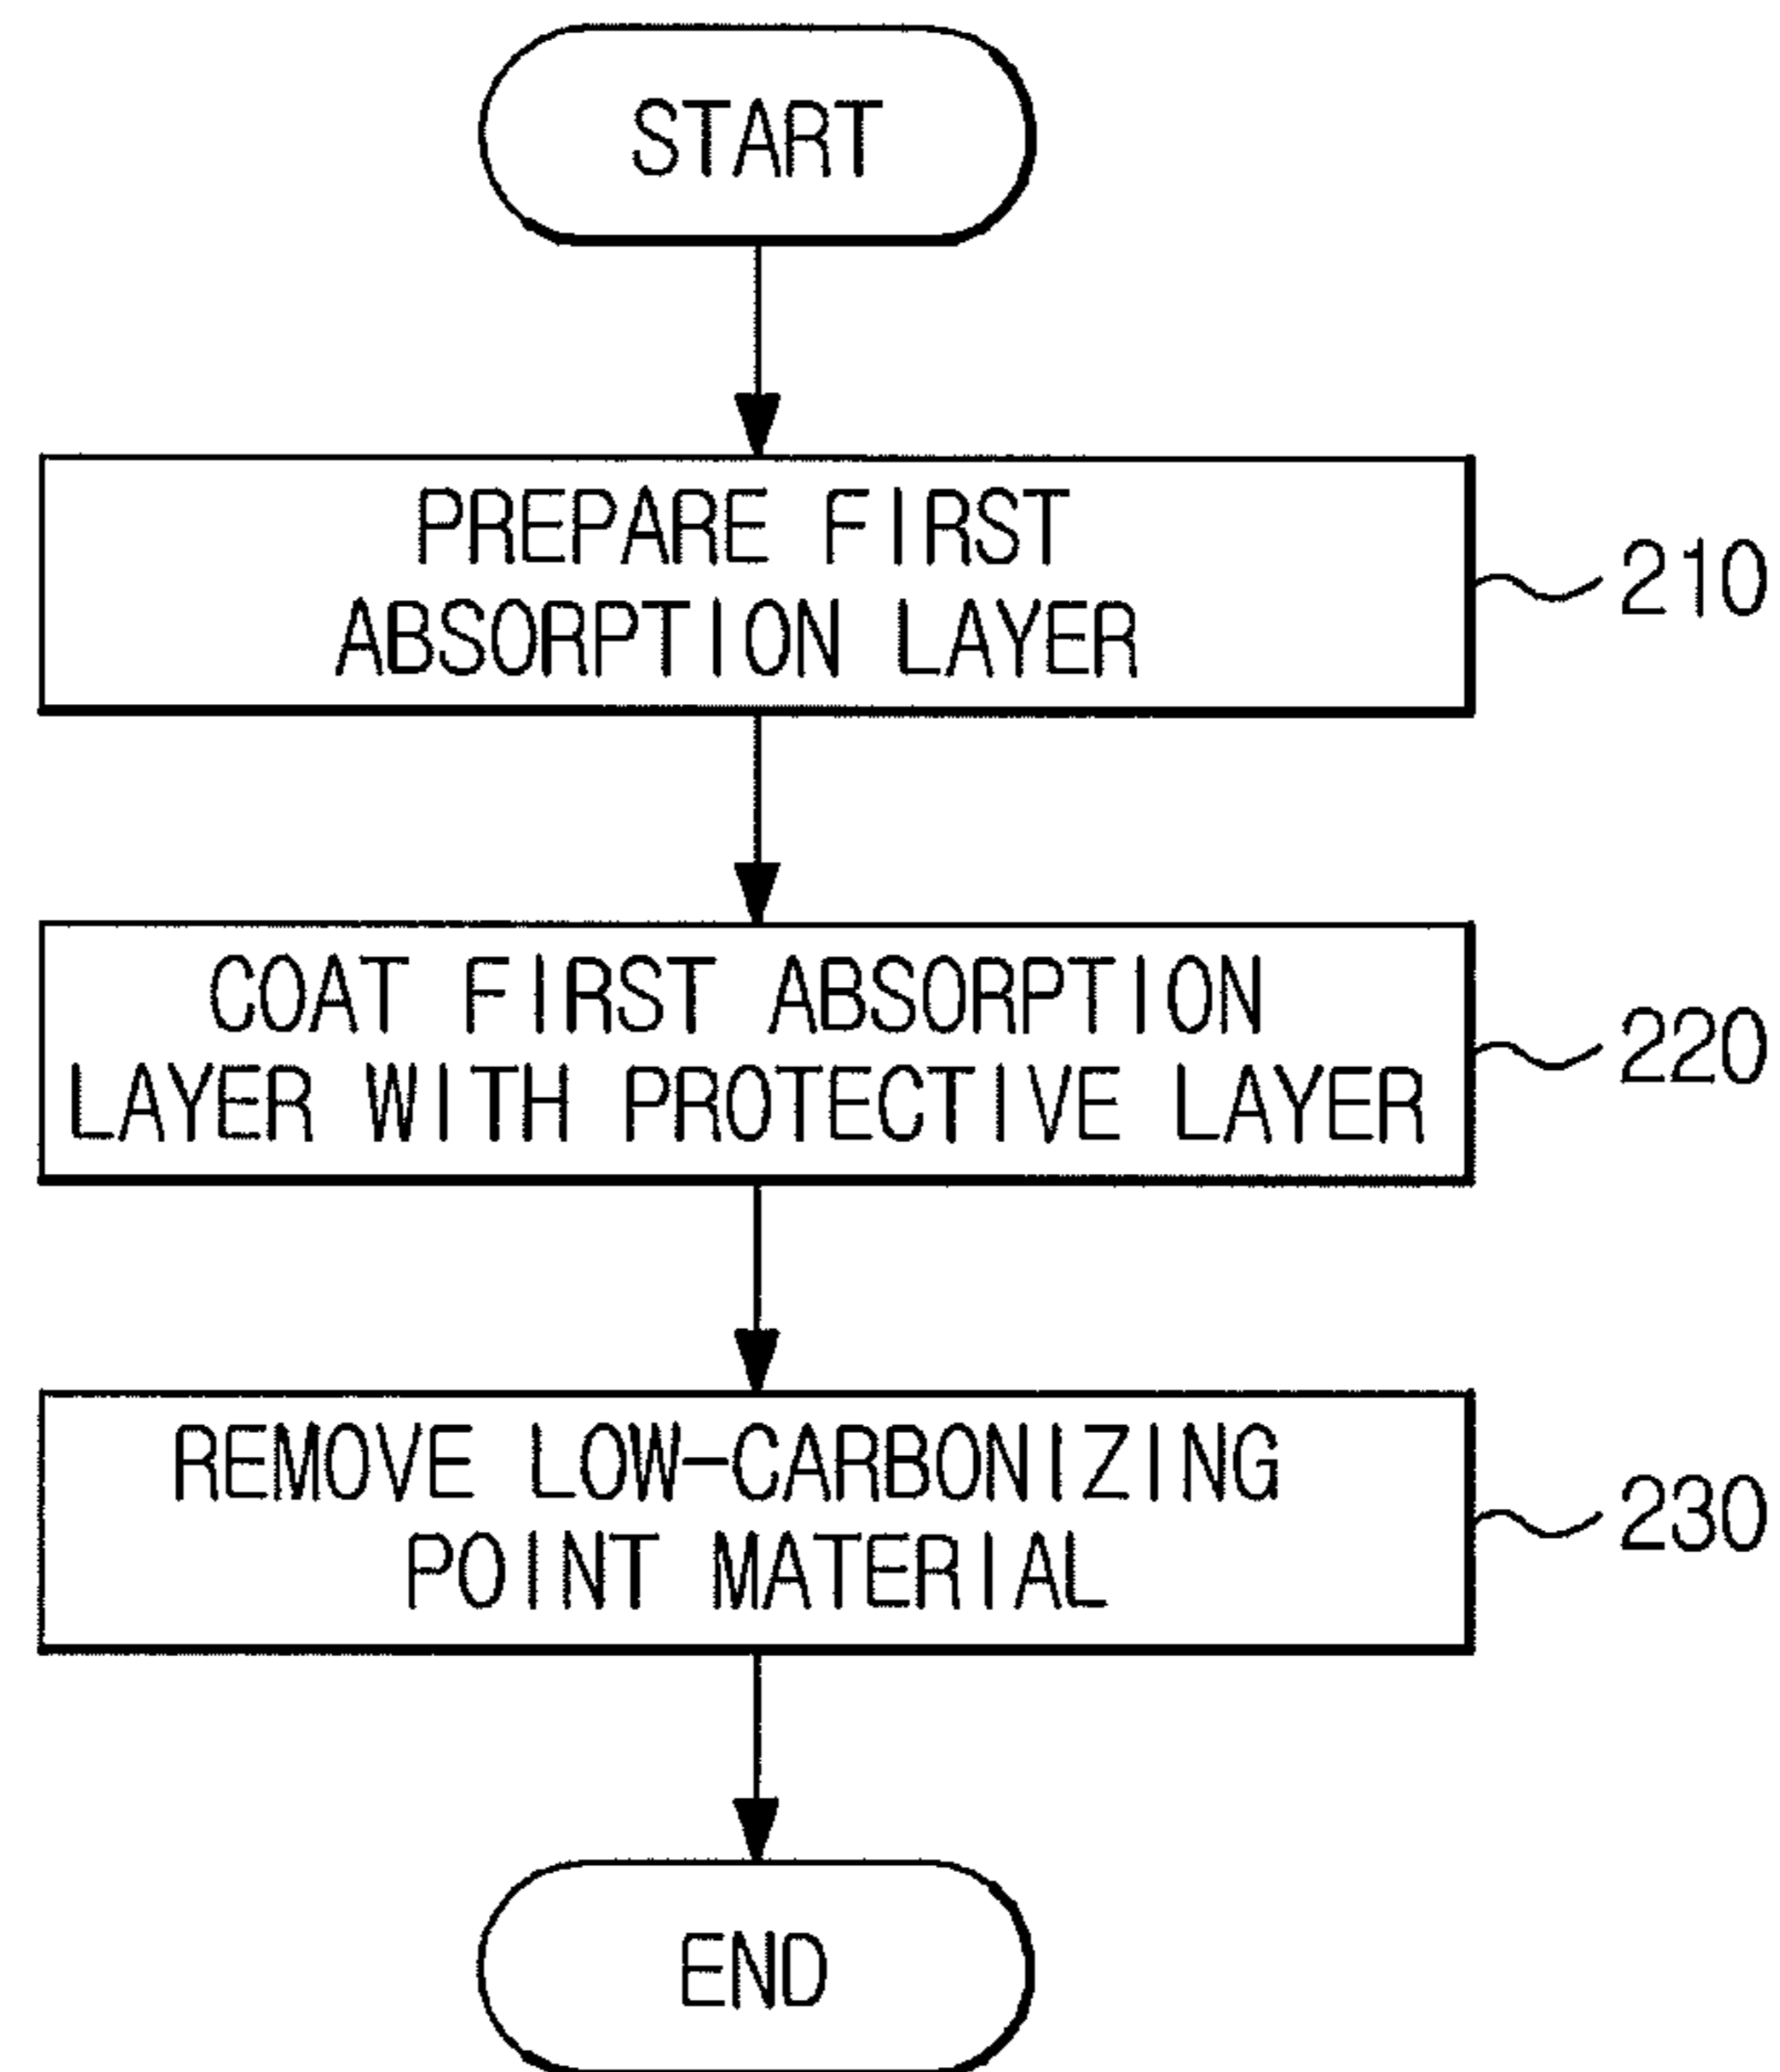 START
PREPARE FIRST
ABSORPTION LAYER
210
COAT FIRST ABSORPTION
LAYER WITH PROTECTIVE LAYER
220
REMOVE LOW-CARBONIZING
POINT MATERIAL
230
END